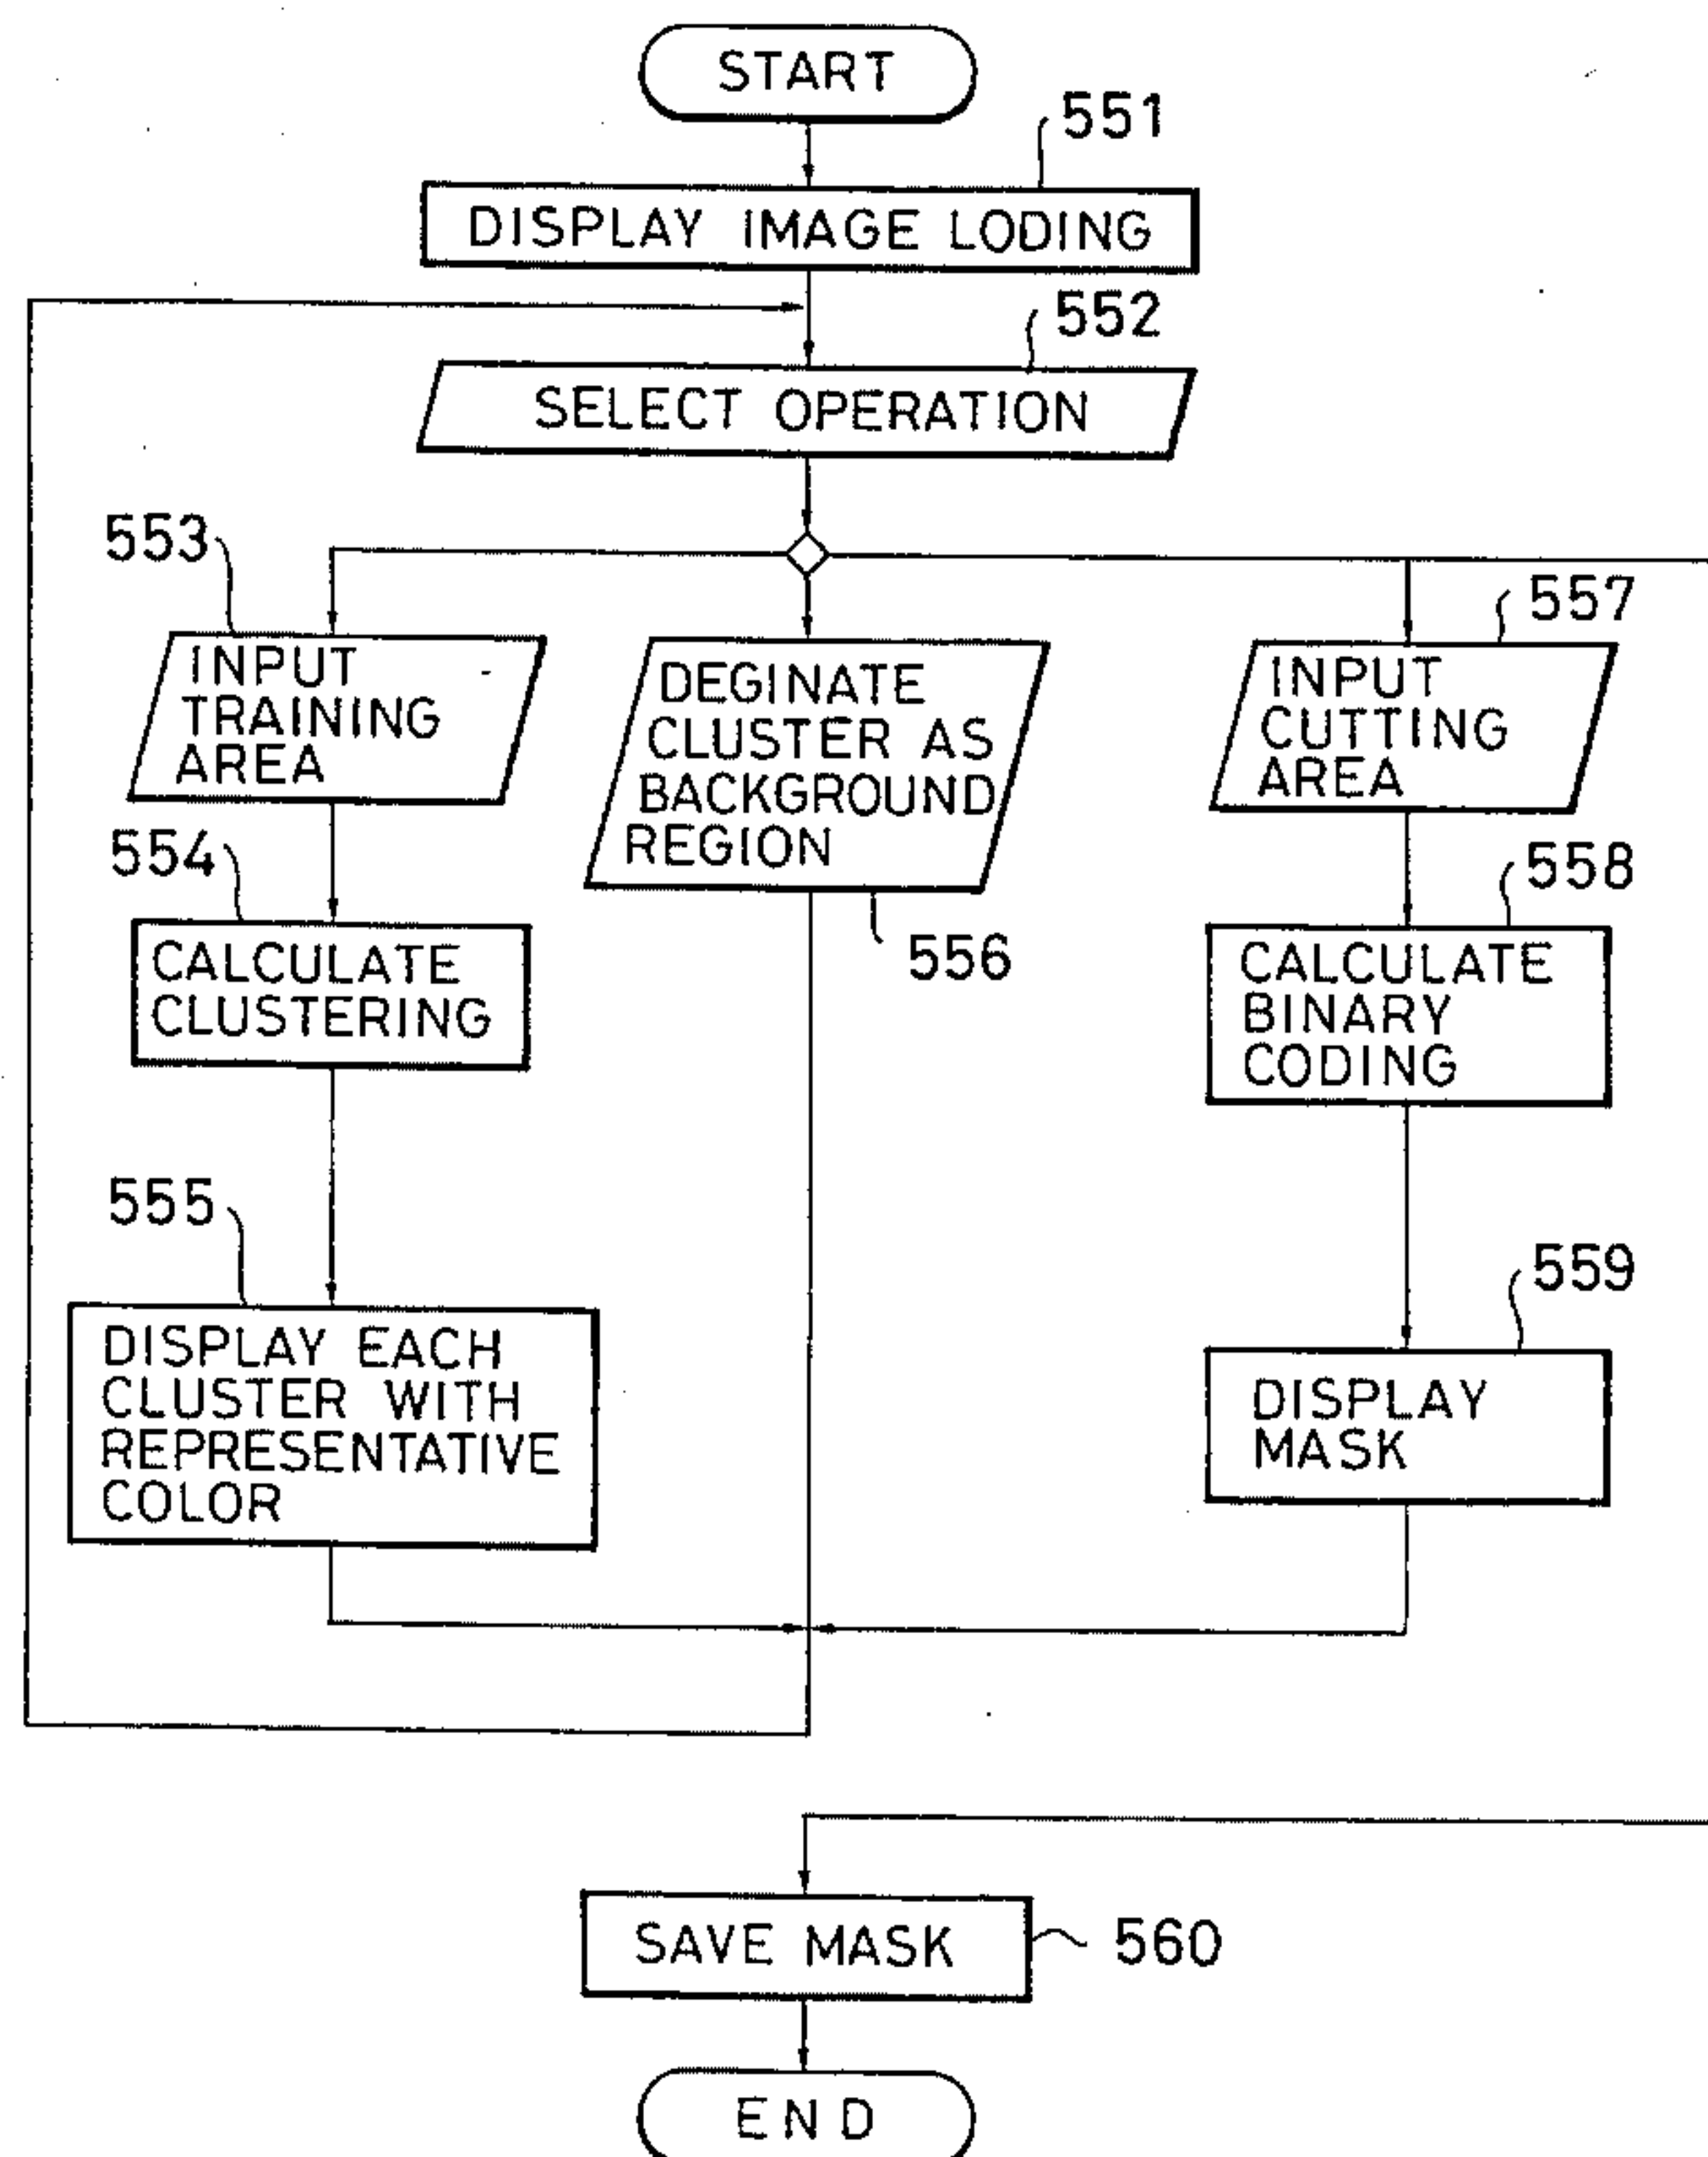 START
551
DISPLAY IMAGE LODING
552
SELECT OPERATION
553
INPUT
TRAINING
AREA
DEGINATE
CLUSTER AS
BACKGROUND
REGION
557
INPUT
CUTTING
AREA
554
CALCULATE
CLUSTERING
556
558
CALCULATE
BINARY
CODING
555
DISPLAY EACH
CLUSTER WITH
REPRESENTATIVE
COLOR
559
DISPLAY
MASK
SAVE MASK
560
END